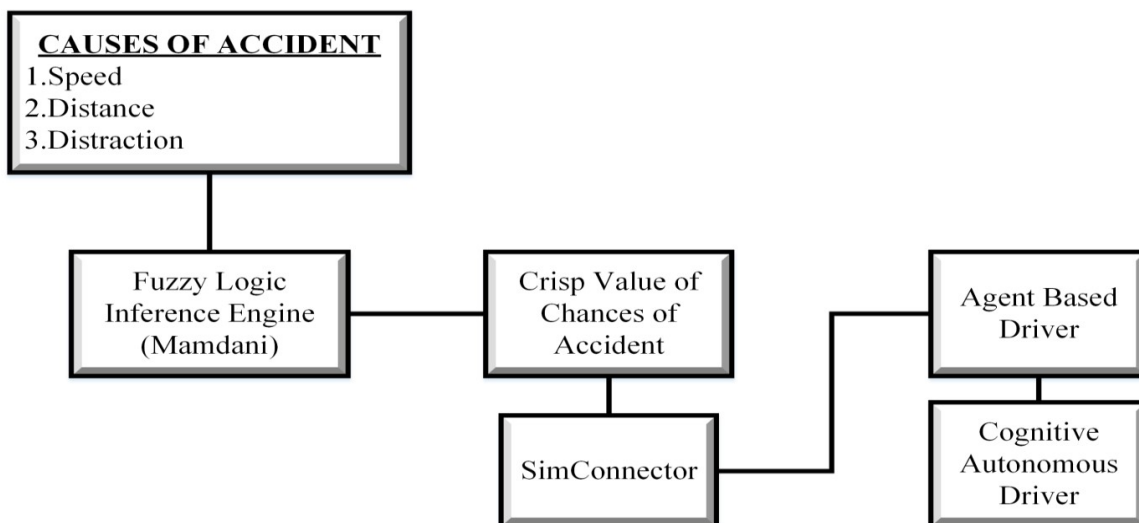 CAUSES OF ACCIDENT
1.Speed
2.Distance
3.Distraction
Fuzzy Logic
Inference Engine
(Mamdani)
Crisp Value of
Chances of
Accident
SimConnector
Agent Based
Driver
Cognitive
Autonomous
Driver